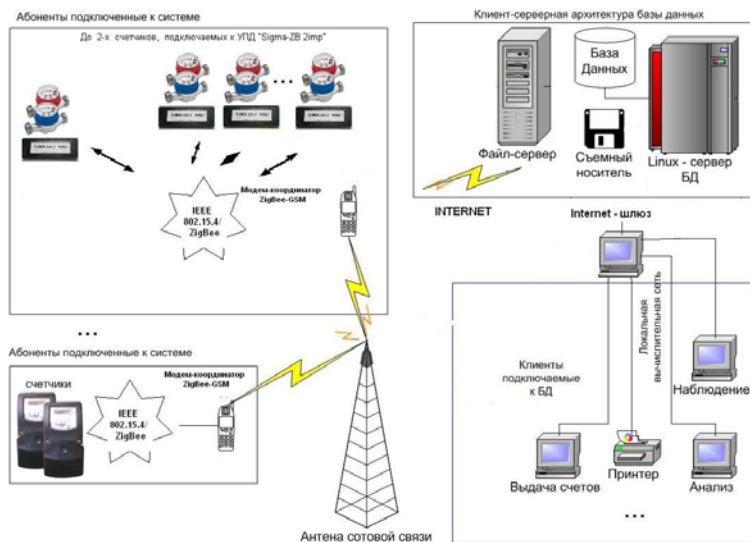 Абоненты подключенные к системе
До 2-х счетчиков, подключаемых к УПД "Sigma-ZB 2imp"
Модем-координатор
ZigBee-GSM
IEEE
802.15.4/
ZigBee
...
Абоненты подключенные к системе
счетчики
Модем-координатор
ZigBee-GSM
IEEE
802.15.4/
ZigBee
Антена сотовой связи
Клиент-серверная архитектура базы данных
База
Данных
Файл-сервер
Съемный
носитель
Linux - сервер
БД
INTERNET
Internet - шлюз
Локальная
вычислительная сеть
Клиенты
подключаемые
к БД
Наблюдение
Выдача счетов
Принтер
Анализ
...